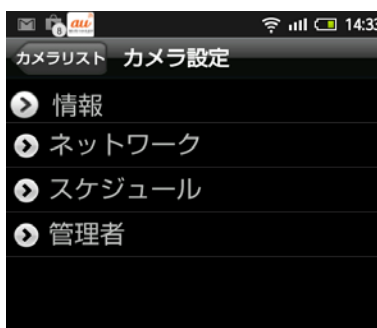 8 au 14:33
カメラリスト カメラ設定
情報
ネットワーク
スケジュール
管理者